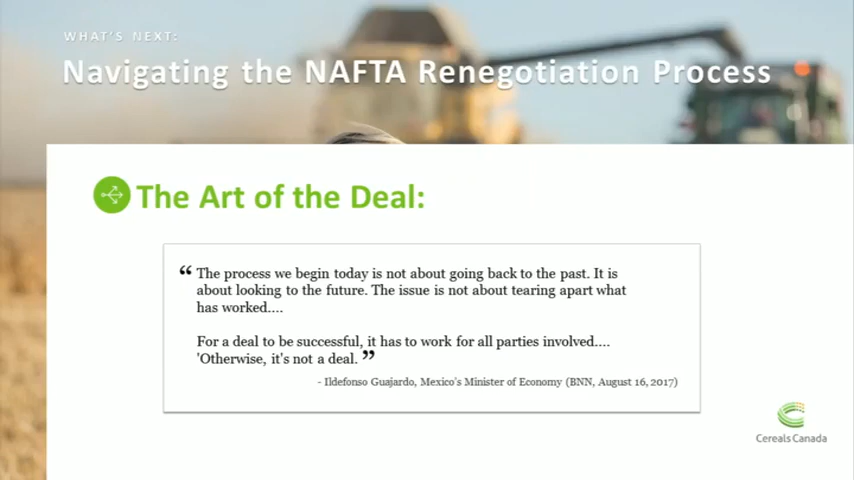 WHAT'S NEXT:
Navigating the NAFTA Renegotiation Process
The Art of the Deal:
“ The process we begin today is not about going back to the past. It is
about looking to the future. The issue is not about tearing apart what
has worked....
For a deal to be successful, it has to work for all parties involved....
'Otherwise, it's not a deal. ”
- Ildefonso Guajardo, Mexico's Minister of Economy (BNN, August 16, 2017)
Cereals Canada